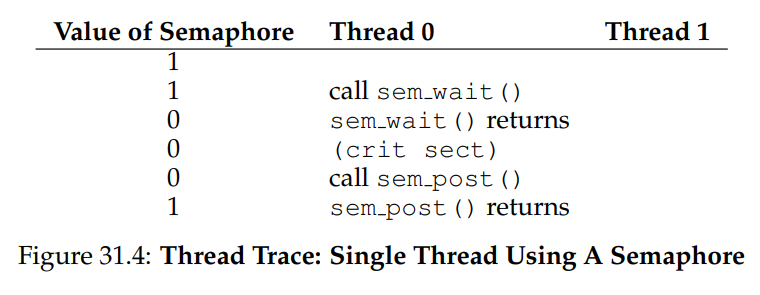 Value of Semaphore Thread 0 Thread 1
1
1 call sem_wait()
0 sem_wait() returns
0 (crit sect)
0 call sem_post()
1 sem_post() returns
Figure 31.4: Thread Trace: Single Thread Using A Semaphore